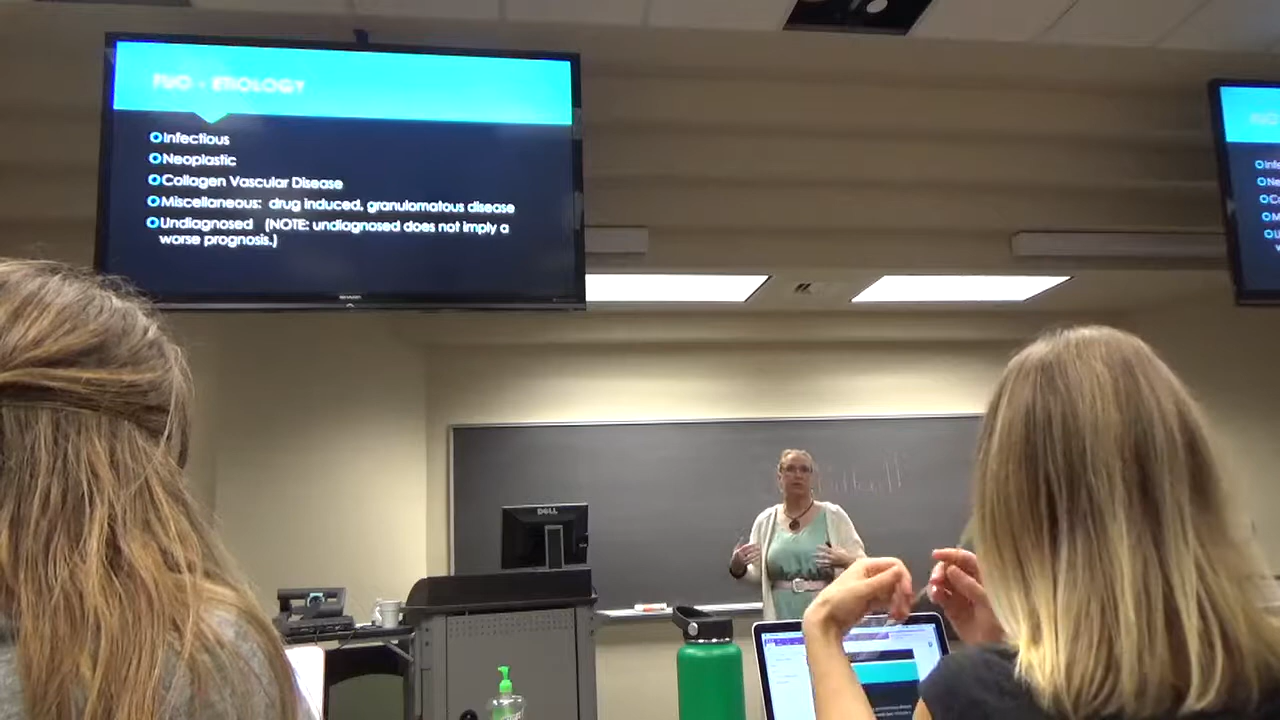 FUO - ETIOLOGY
Infectious
Neoplastic
Collagen Vascular Disease
Miscellaneous: drug induced, granulomatous disease
Undiagnosed (NOTE: undiagnosed does not imply a
worse prognosis.)
SHARP
DELL